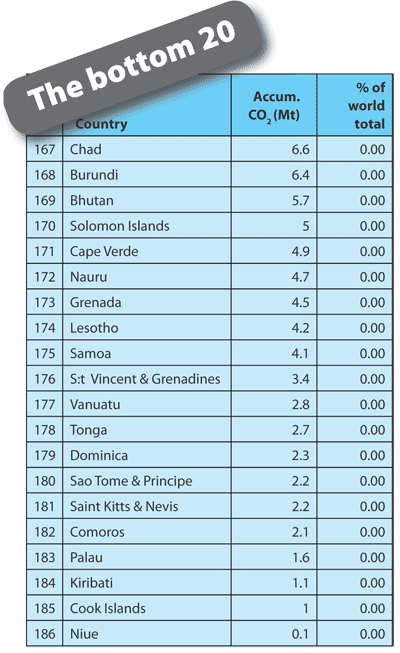 The bottom 20
Country Accum. CO₂ (Mt) % of world total
167 Chad 6.6 0.00
168 Burundi 6.4 0.00
169 Bhutan 5.7 0.00
170 Solomon Islands 5 0.00
171 Cape Verde 4.9 0.00
172 Nauru 4.7 0.00
173 Grenada 4.5 0.00
174 Lesotho 4.2 0.00
175 Samoa 4.1 0.00
176 S:t Vincent & Grenadines 3.4 0.00
177 Vanuatu 2.8 0.00
178 Tonga 2.7 0.00
179 Dominica 2.3 0.00
180 Sao Tome & Principe 2.2 0.00
181 Saint Kitts & Nevis 2.2 0.00
182 Comoros 2.1 0.00
183 Palau 1.6 0.00
184 Kiribati 1.1 0.00
185 Cook Islands 1 0.00
186 Niue 0.1 0.00